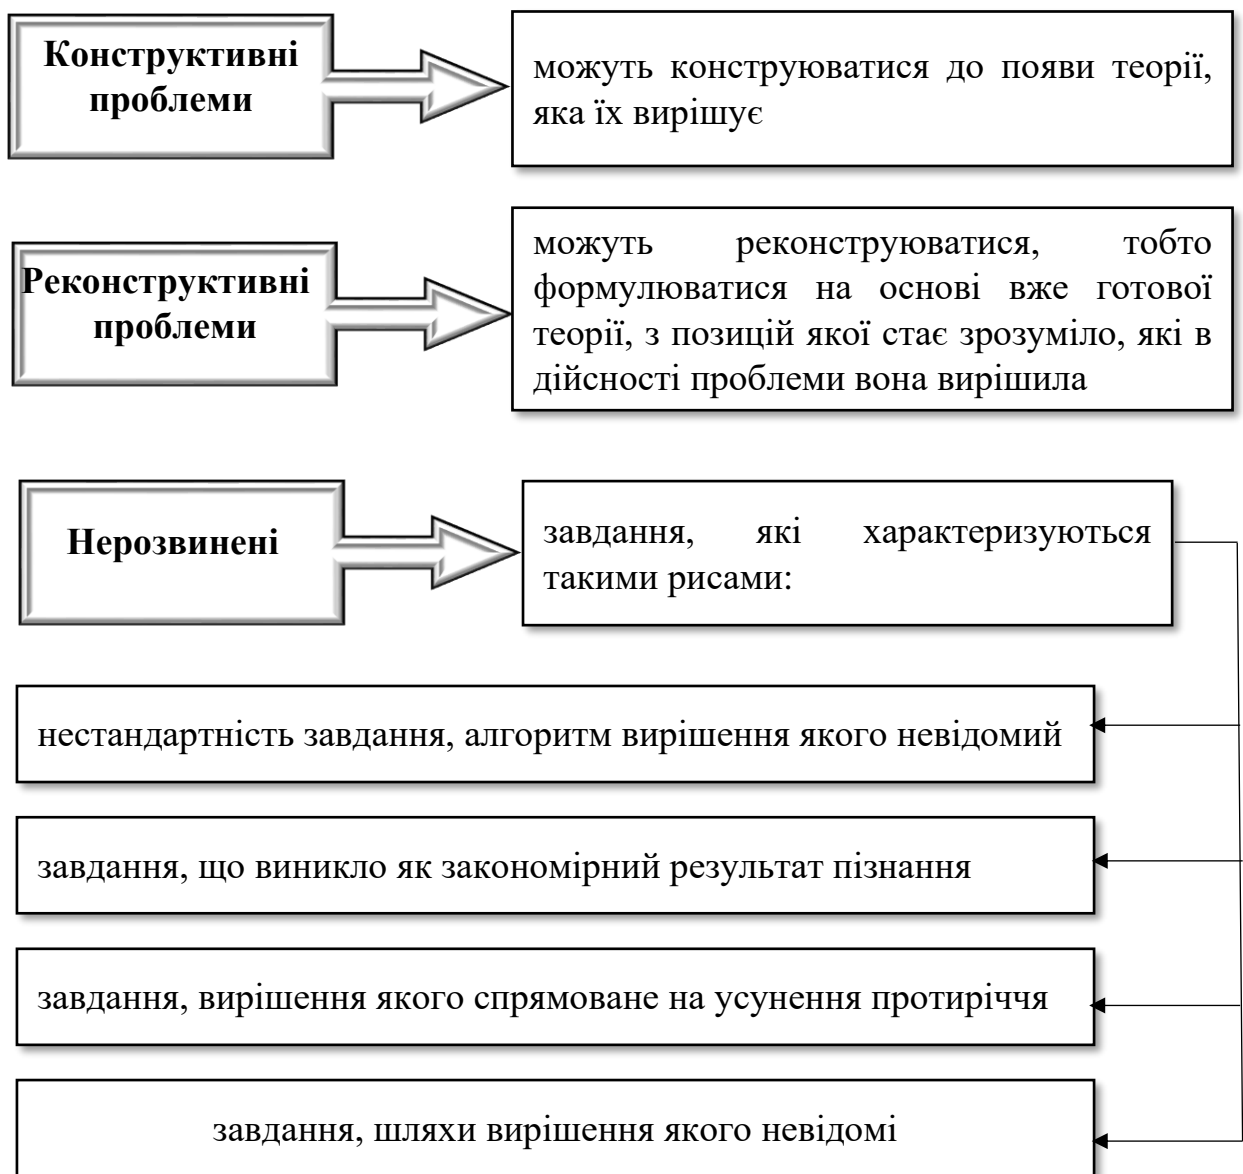 Конструктивні
проблеми
можуть конструюватися до появи теорії,
яка їх вирішує
Реконструктивні
проблеми
можуть реконструюватися, тобто
формулюватися на основі вже готової
теорії, з позицій якої стає зрозуміло, які в
дійсності проблеми вона вирішила
Нерозвинені
завдання, які характеризуються
такими рисами:
нестандартність завдання, алгоритм вирішення якого невідомий
завдання, що виникло як закономірний результат пізнання
завдання, вирішення якого спрямоване на усунення протиріччя
завдання, шляхи вирішення якого невідомі